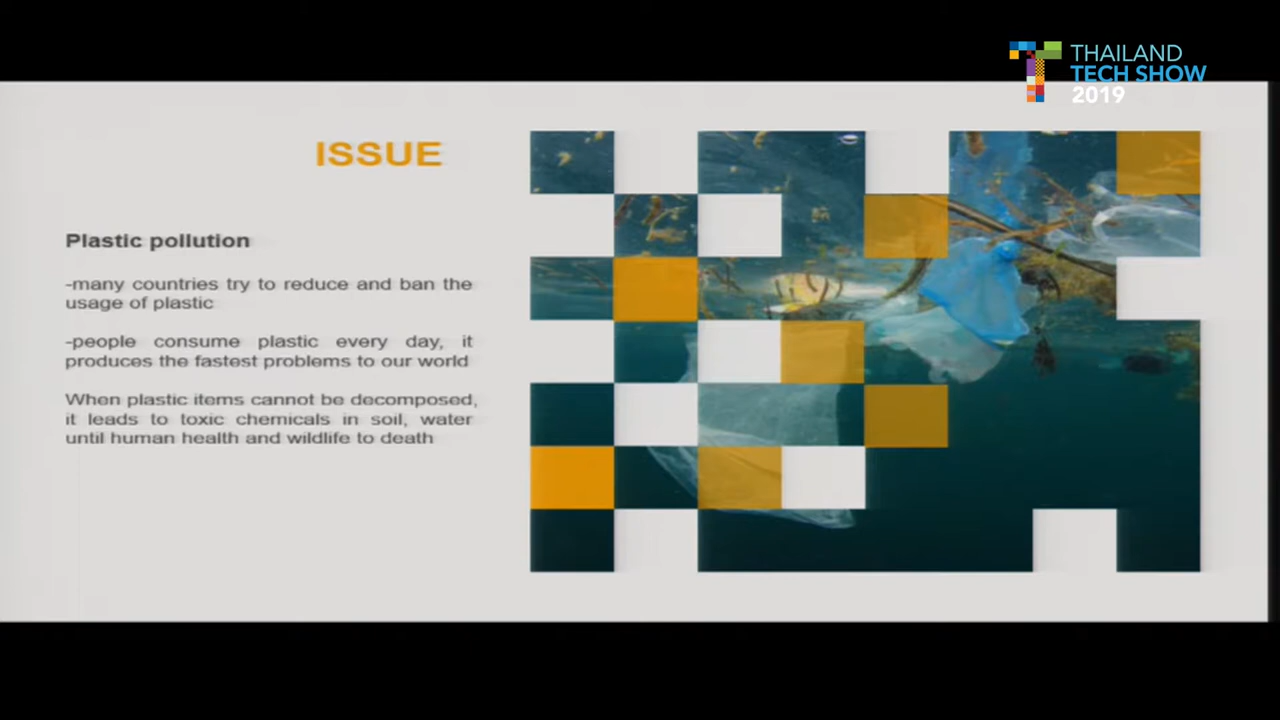 THAILAND
TECH SHOW
2019
ISSUE
Plastic pollution
-many countries try to reduce and ban the
usage of plastic
-people consume plastic every day, it
produces the fastest problems to our world
When plastic items cannot be decomposed,
it leads to toxic chemicals in soil, water
until human health and wildlife to death